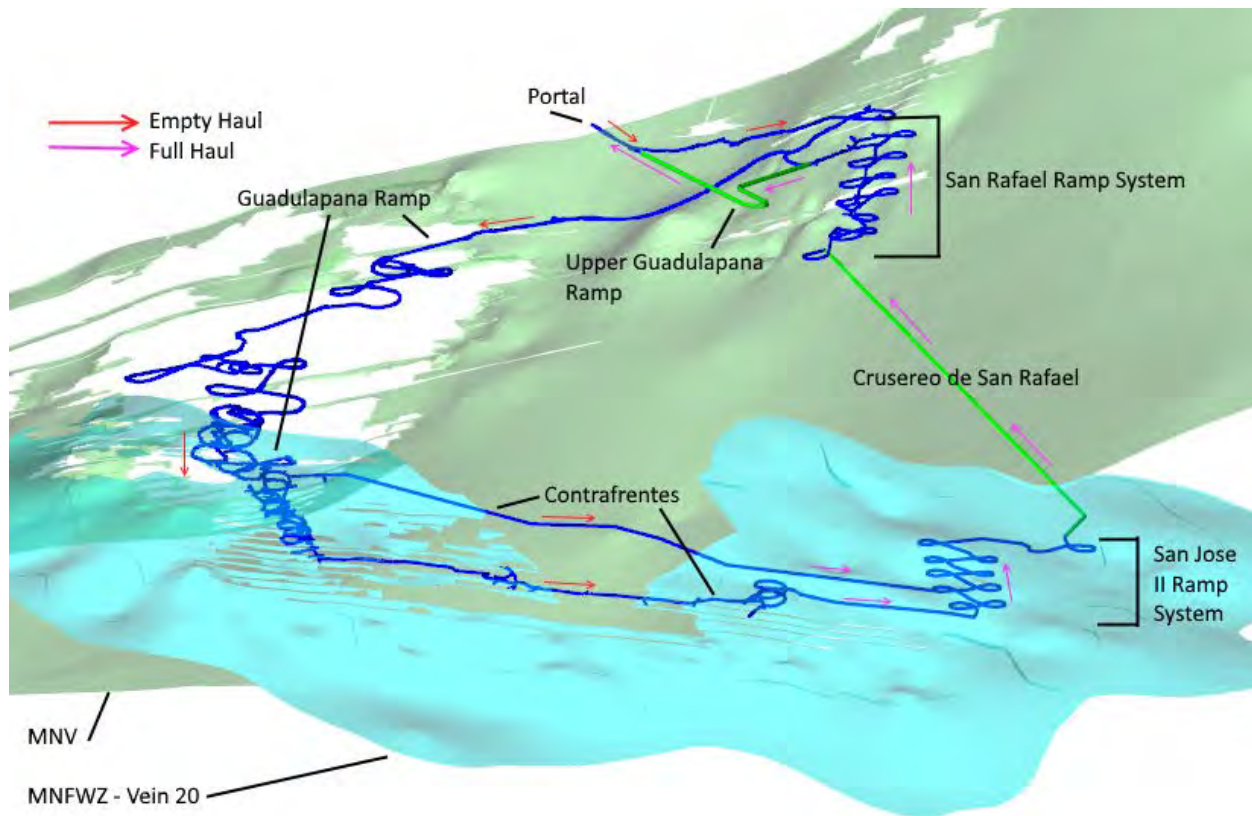 Portal
Empty Haul
Full Haul
San Rafael Ramp System
Guadulapana Ramp
Upper Guadulapana
Ramp
Crusereo de San Rafael
Contrafrentes
San Jose
II Ramp
System
MNV
MNFWZ - Vein 20